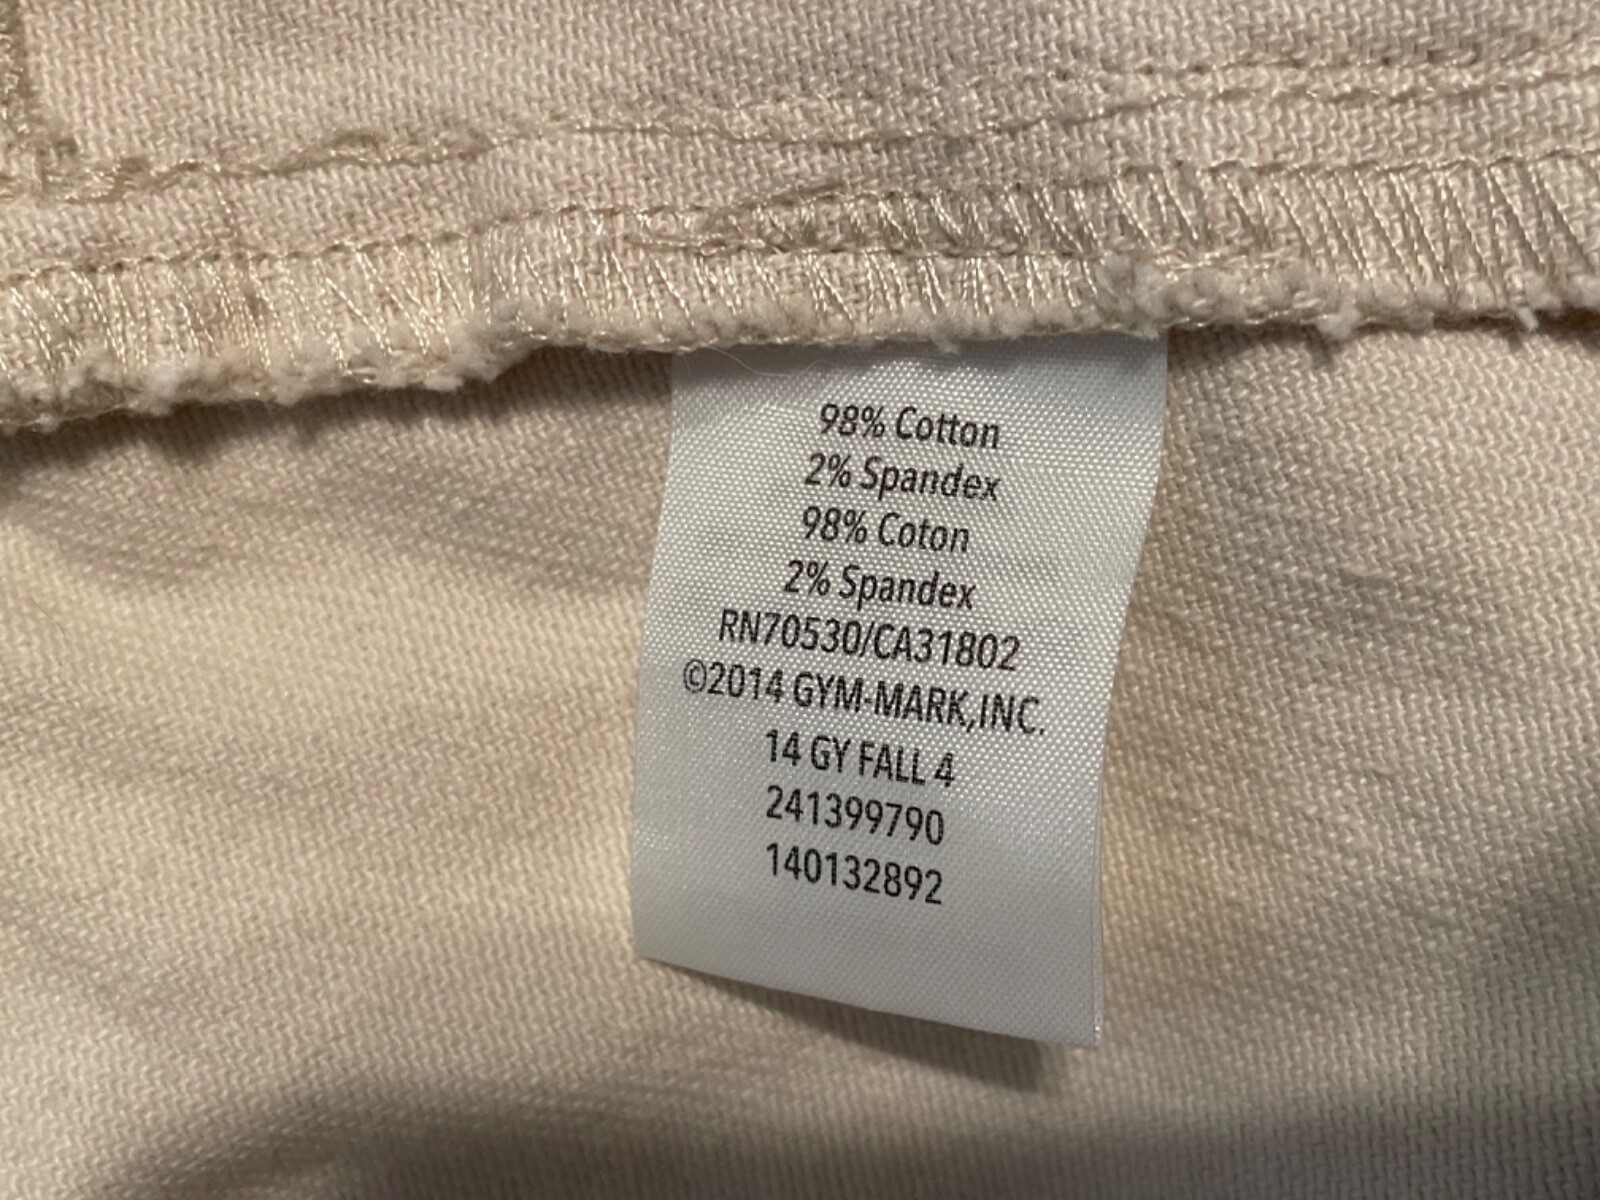 98% Cotton
2% Spandex
98% Coton
2% Spandex
RN70530/CA31802
©2014 GYM-MARK,INC.
14 GY FALL 4
241399790
140132892